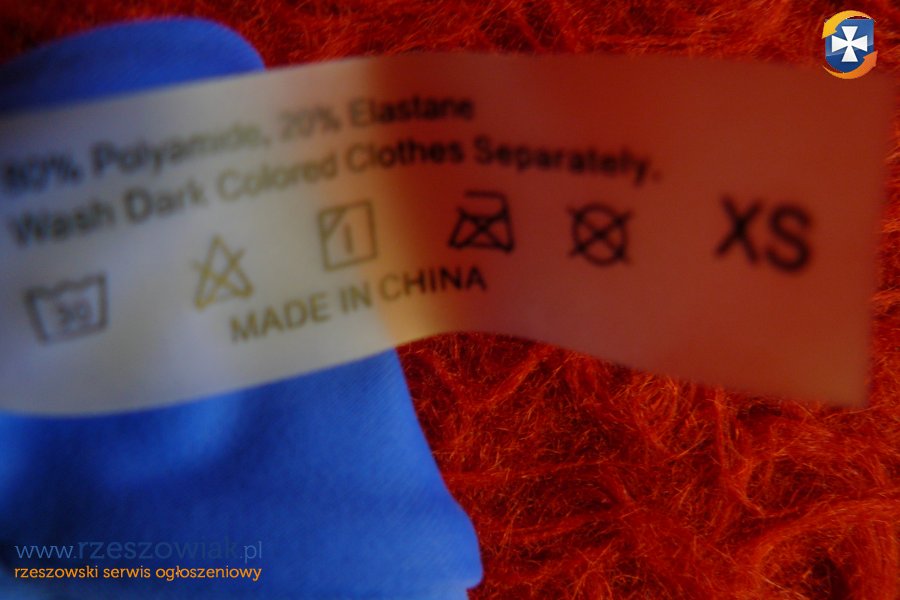 80% Polyamide, 20% Elastane
Wash Dark Colored Clothes Separately.
30
XS
MADE IN CHINA
www.rzeszowiak.pl
rzeszowski serwis ogłoszeniowy